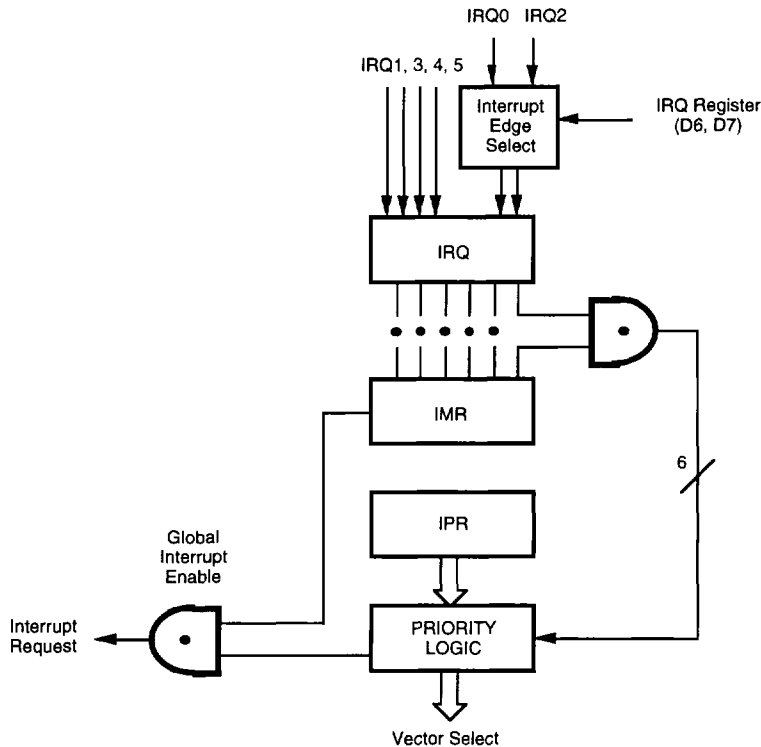 IRQ0 IRQ2
IRQ1, 3, 4, 5
Interrupt
Edge
Select
IRQ Register
(D6, D7)
IRQ
IMR
6
IPR
Global
Interrupt
Enable
Interrupt
Request
PRIORITY
LOGIC
Vector Select